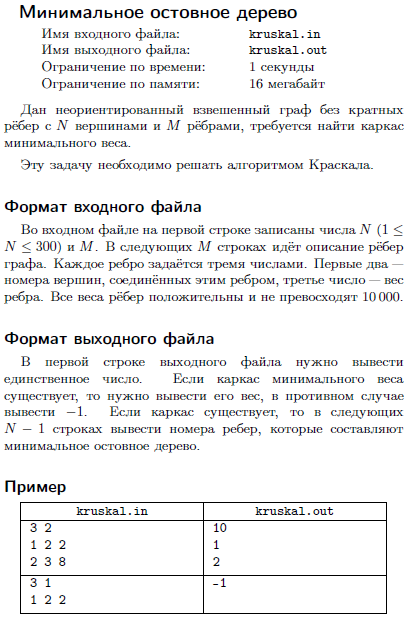 Минимальное остовное дерево
Имя входного файла: kruskal.in
Имя выходного файла: kruskal.out
Ограничение по времени: 1 секунды
Ограничение по памяти: 16 мегабайт
Дан неориентированный взвешенный граф без кратных
рёбер с N вершинами и M рёбрами, требуется найти каркас
минимального веса.
Эту задачу необходимо решать алгоритмом Краскала.
Формат входного файла
Во входном файле на первой строке записаны числа N (1 ≤
N ≤ 300) и M. В следующих M строках идёт описание рёбер
графа. Каждое ребро задаётся тремя числами. Первые два —
номера вершин, соединённых этим ребром, третье число — вес
ребра. Все веса рёбер положительны и не превосходят 10 000.
Формат выходного файла
В первой строке выходного файла нужно вывести
единственное число. Если каркас минимального веса
существует, то нужно вывести его вес, в противном случае
вывести −1. Если каркас существует, то в следующих
N − 1 строках вывести номера ребер, которые составляют
минимальное остовное дерево.
Пример
kruskal.in kruskal.out
3 2 10
1 2 2 1
2 3 8 2
3 1 -1
1 2 2